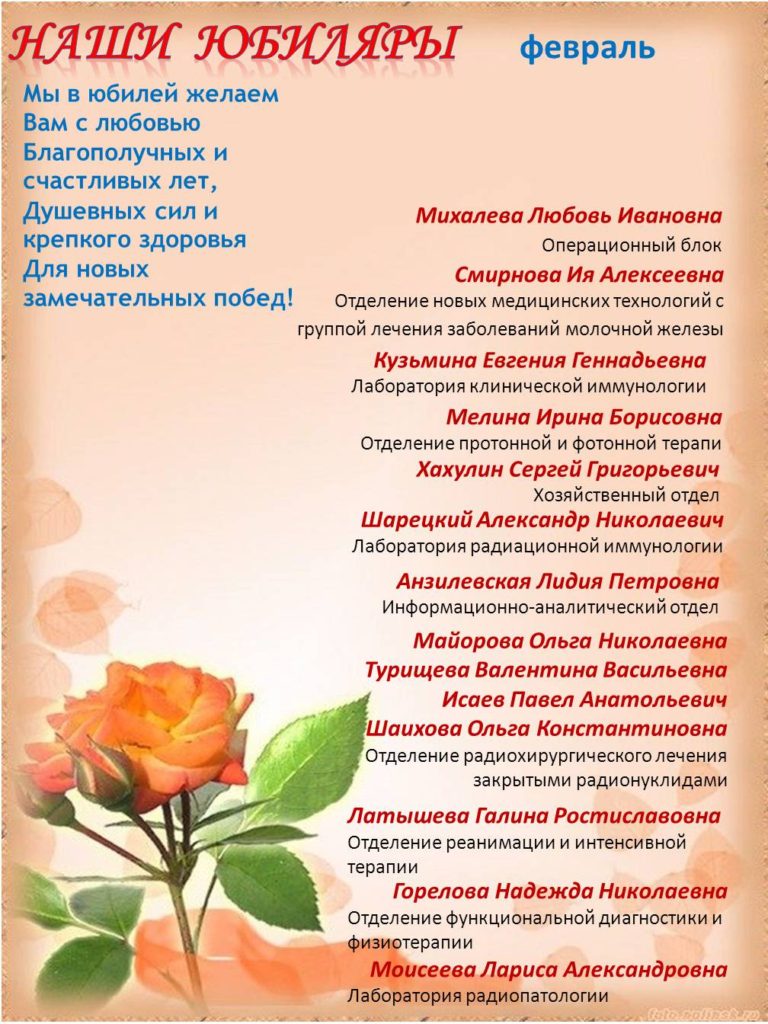 НАШИ ЮБИЛЯРЫ
февраль
Мы в юбилей желаем
Вам с любовью
Благополучных и
счастливых лет,
Душевных сил и
крепкого здоровья
Для новых
замечательных побед!
Михалева Любовь Ивановна
Операционный блок
Смирнова Ия Алексеевна
Отделение новых медицинских технологий с
группой лечения заболеваний молочной железы
Кузьмина Евгения Геннадьевна
Лаборатория клинической иммунологии
Мелина Ирина Борисовна
Отделение протонной и фотонной терапи
Хахулин Сергей Григорьевич
Хозяйственный отдел
Шарецкий Александр Николаевич
Лаборатория радиационной иммунологии
Анзилевская Лидия Петровна
Информационно-аналитический отдел
Майорова Ольга Николаевна
Турищева Валентина Васильевна
Исаев Павел Анатольевич
Шаихова Ольга Константиновна
Отделение радиохирургического лечения
закрытыми радионуклидами
Латышева Галина Ростиславовна
Отделение реанимации и интенсивной
терапии
Горелова Надежда Николаевна
Отделение функциональной диагностики и
физиотерапии
Моисеева Лариса Александровна
Лаборатория радиопатологии